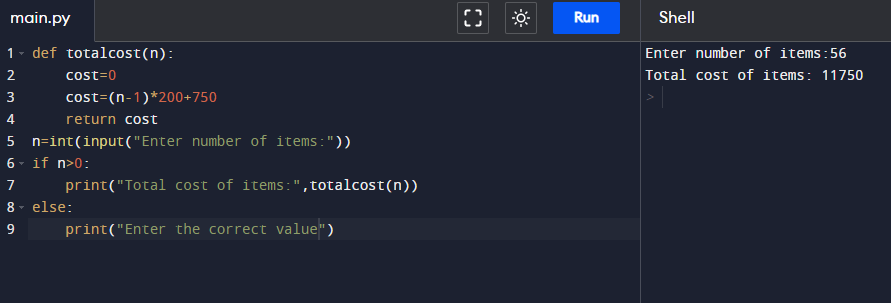 main.py
Run
Shell
1 def totalcost(n):
2     cost=0
3     cost=(n-1)*200+750
4     return cost
5 n=int(input("Enter number of items:"))
6 if n>0:
7     print("Total cost of items:",totalcost(n))
8 else:
9     print("Enter the correct value")
Enter number of items:56
Total cost of items: 11750
>